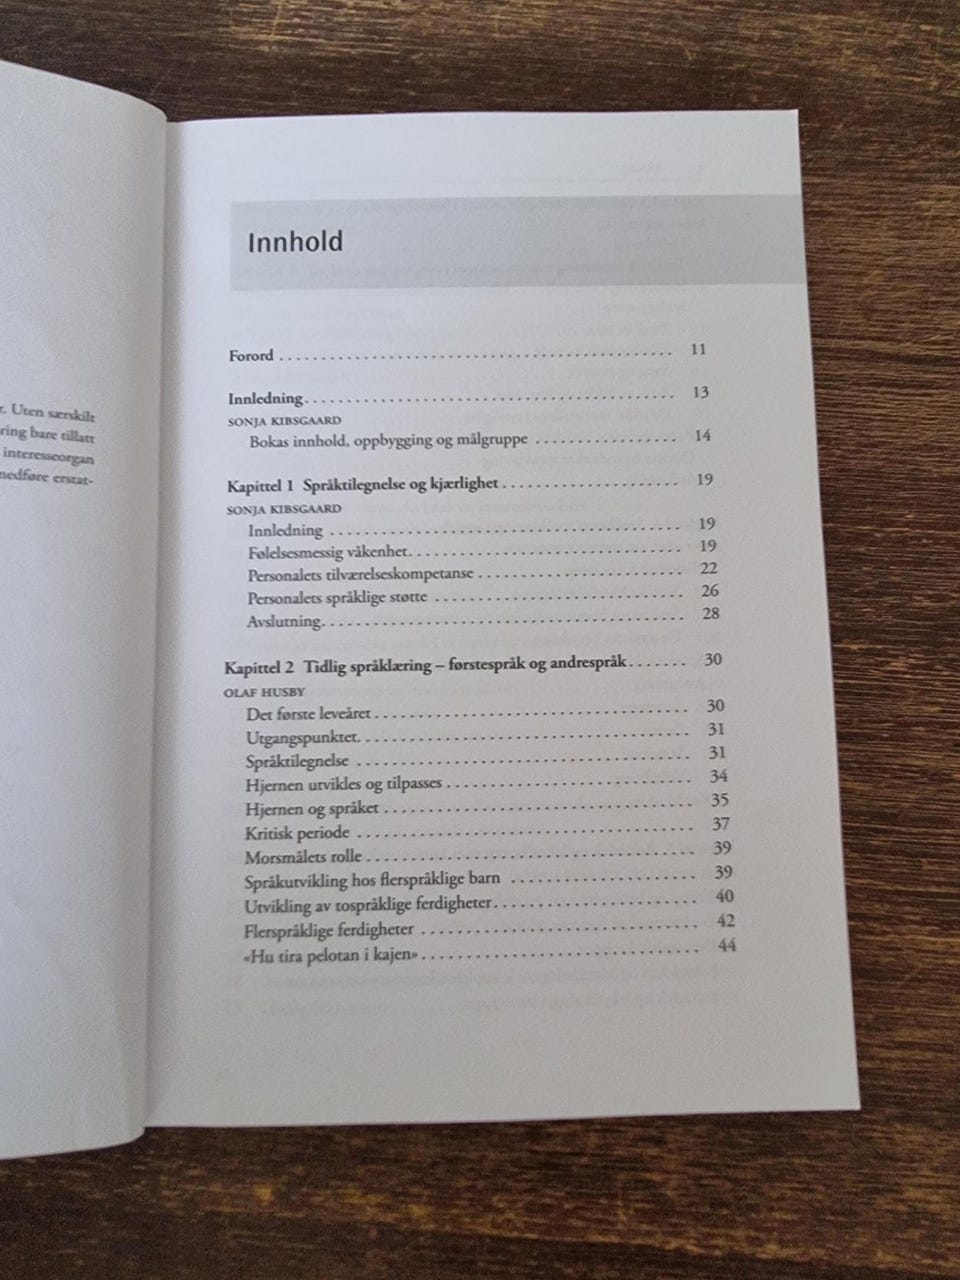 r. Uten særskilt
ring bare tillatt
interesseorgan
nedføre erstat-
Innhold
Forord . . . . . . . . . . . . . . . . . . . . . . . . . . . . . . . . . . . . . . . . . . 11
Innledning. . . . . . . . . . . . . . . . . . . . . . . . . . . . . . . . . . . . . . . 13
SONJA KIBSGAARD
Bokas innhold, oppbygging og målgruppe . . . . . . . . . . . . . . . . . 14
Kapittel 1 Språktilegnelse og kjærlighet . . . . . . . . . . . . . . . . . . . . . 19
SONJA KIBSGAARD
Innledning . . . . . . . . . . . . . . . . . . . . . . . . . . . . . . . . . . . . . . 19
Følelsesmessig våkenhet. . . . . . . . . . . . . . . . . . . . . . . . . . . . . 19
Personalets tilværelseskompetanse . . . . . . . . . . . . . . . . . . . . . . 22
Personalets språklige støtte . . . . . . . . . . . . . . . . . . . . . . . . . . . 26
Avslutning. . . . . . . . . . . . . . . . . . . . . . . . . . . . . . . . . . . . . . . 28
Kapittel 2 Tidlig språklæring – førstespråk og andrespråk . . . . . . . 30
OLAF HUSBY
Det første leveåret . . . . . . . . . . . . . . . . . . . . . . . . . . . . . . . . . . 30
Utgangspunktet. . . . . . . . . . . . . . . . . . . . . . . . . . . . . . . . . . . . 31
Språktilegnelse . . . . . . . . . . . . . . . . . . . . . . . . . . . . . . . . . . . . 31
Hjernen utvikles og tilpasses . . . . . . . . . . . . . . . . . . . . . . . . . . 34
Hjernen og språket . . . . . . . . . . . . . . . . . . . . . . . . . . . . . . . . . 35
Kritisk periode . . . . . . . . . . . . . . . . . . . . . . . . . . . . . . . . . . . . 37
Morsmålets rolle . . . . . . . . . . . . . . . . . . . . . . . . . . . . . . . . . . . 39
Språkutvikling hos flerspråklige barn . . . . . . . . . . . . . . . . . . . . 39
Utvikling av tospråklige ferdigheter. . . . . . . . . . . . . . . . . . . . . . 40
Flerspråklige ferdigheter . . . . . . . . . . . . . . . . . . . . . . . . . . . . . 42
«Hu tira pelotan i kajen» . . . . . . . . . . . . . . . . . . . . . . . . . . . . . 44